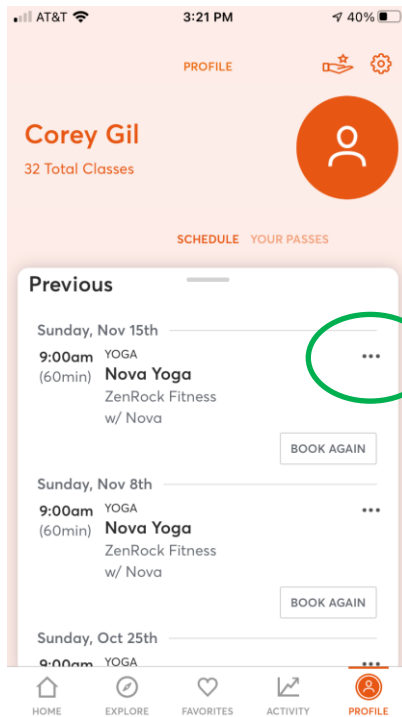 AT&T 3:21 PM 40%
PROFILE
Corey Gil
32 Total Classes
SCHEDULE YOUR PASSES
Previous
Sunday, Nov 15th
9:00am YOGA
(60min) Nova Yoga
ZenRock Fitness
w/ Nova
BOOK AGAIN
Sunday, Nov 8th
9:00am YOGA
(60min) Nova Yoga
ZenRock Fitness
w/ Nova
BOOK AGAIN
Sunday, Oct 25th
9:00am YOGA
HOME EXPLORE FAVORITES ACTIVITY PROFILE